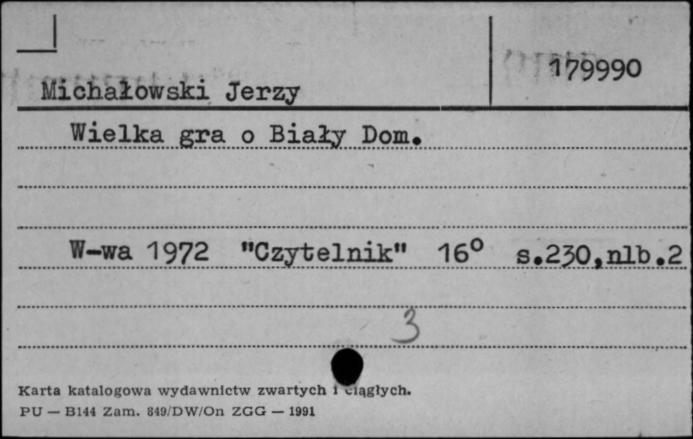 179990
Michałowski Jerzy
Wielka gra o Biały Dom.
W-wa 1972 "Czytelnik" 16° s.230,nlb.2
3
Karta katalogowa wydawnictw zwartych i ciągłych.
PU — B144 Zam. 849/DW/On ZGG — 1991